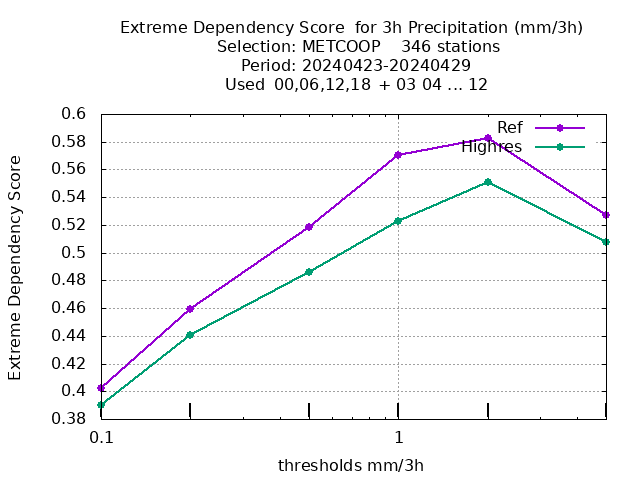 Extreme Dependency Score  for 3h Precipitation (mm/3h)
Selection: METCOOP    346 stations
Period: 20240423-20240429
Used  00,06,12,18 + 03 04 ... 12
Ref
Highres
0.6
0.58
0.56
0.54
0.52
0.5
0.48
0.46
0.44
0.42
0.4
0.38
Extreme Dependency Score
0.1
1
thresholds mm/3h